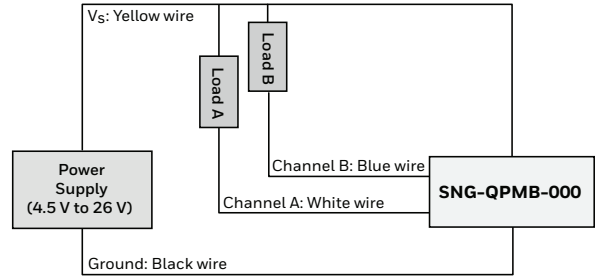 Vs: Yellow wire
Load A
Load B
Power
Supply
(4.5 V to 26 V)
Channel B: Blue wire
Channel A: White wire
SNG-QPMB-000
Ground: Black wire